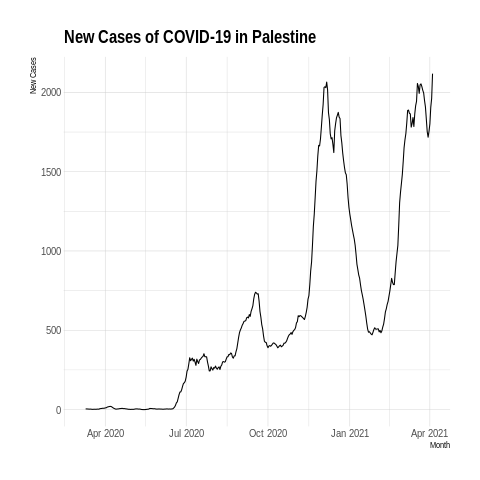 New Cases of COVID-19 in Palestine
New Cases
2000
1500
1000
500
0
Apr 2020 Jul 2020 Oct 2020 Jan 2021 Apr 2021
Month